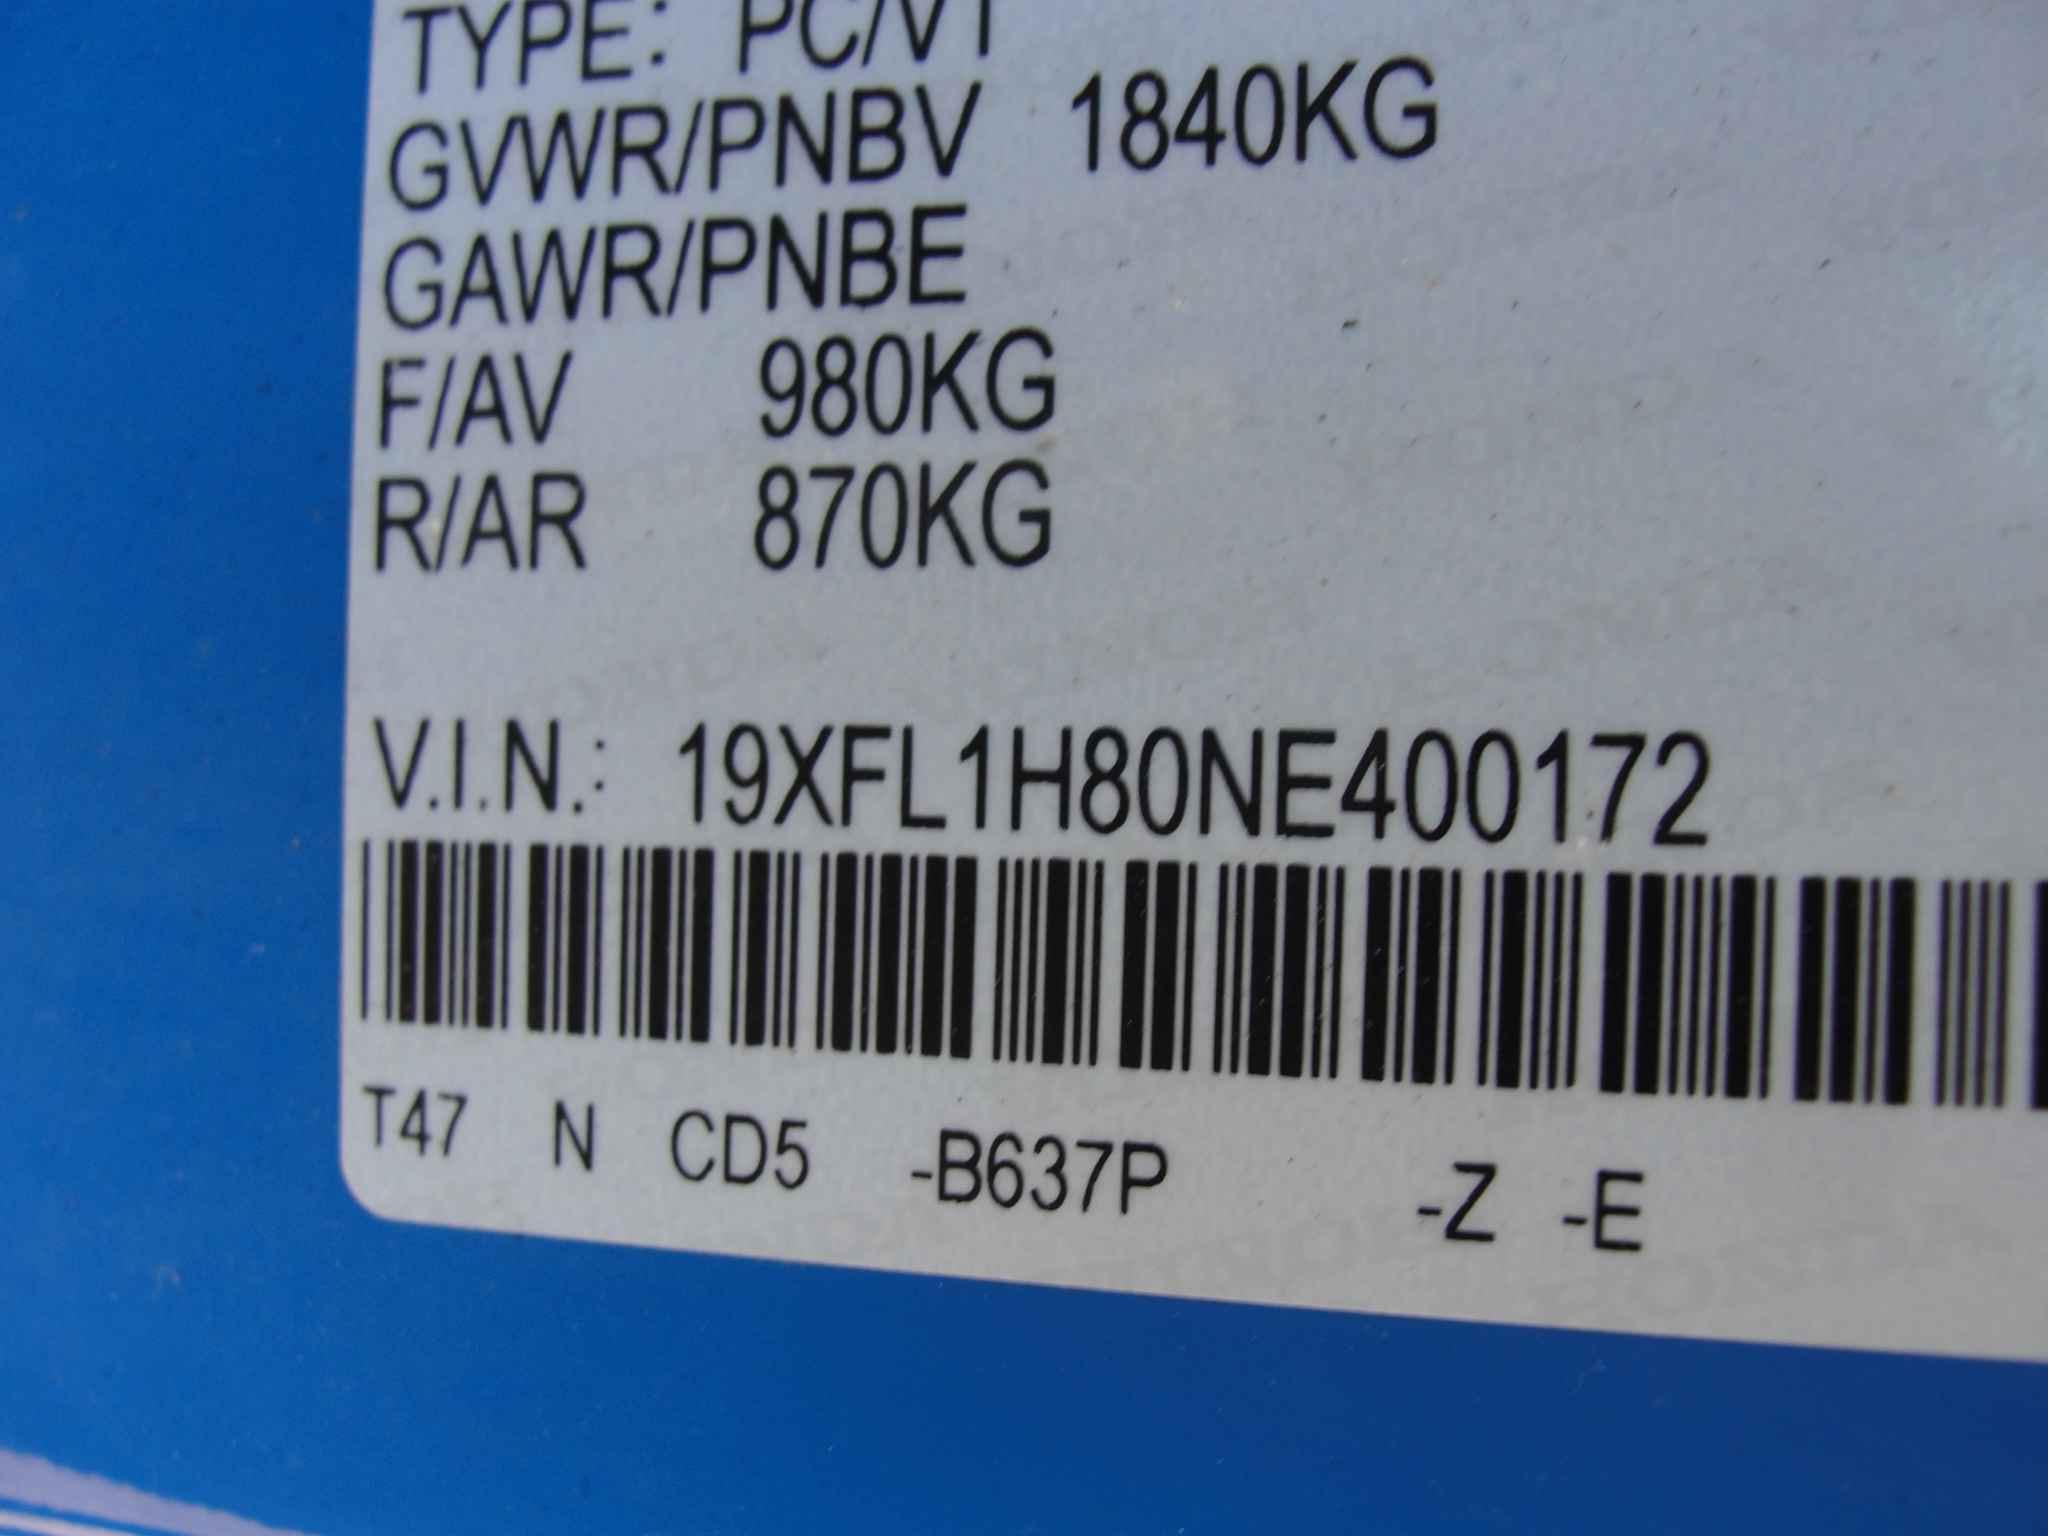 TYPE: PC/VT
GVWR/PNBV 1840KG
GAWR/PNBE
F/AV 980KG
R/AR 870KG
V.I.N.: 19XFL1H80NE400172
T47 N CD5 -B637P -Z -E